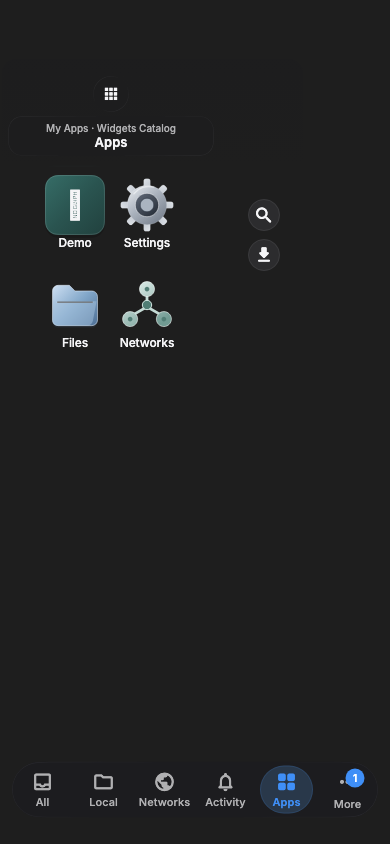 My Apps · Widgets Catalog
Apps
Demo
Settings
Files
Networks
1
All
Local
Networks
Activity
Apps
More